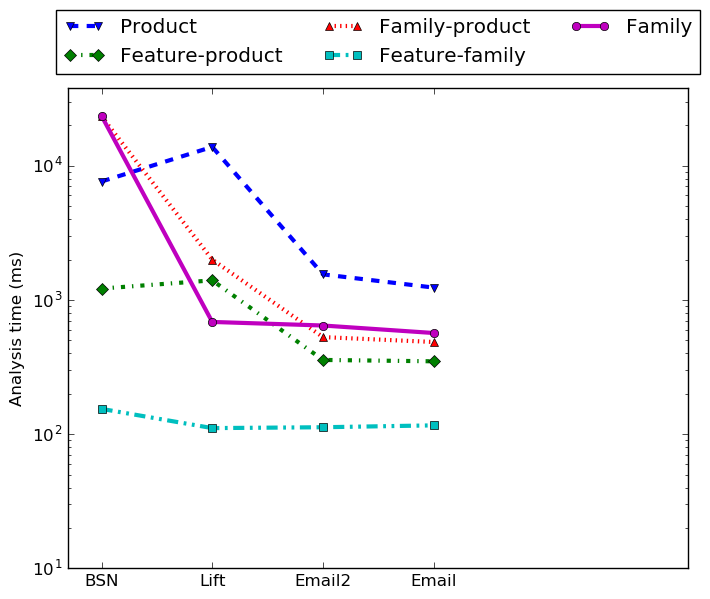 Product Family-product Family
Feature-product Feature-family
Analysis time (ms)
10^4
10^3
10^2
10^1
BSN Lift Email2 Email